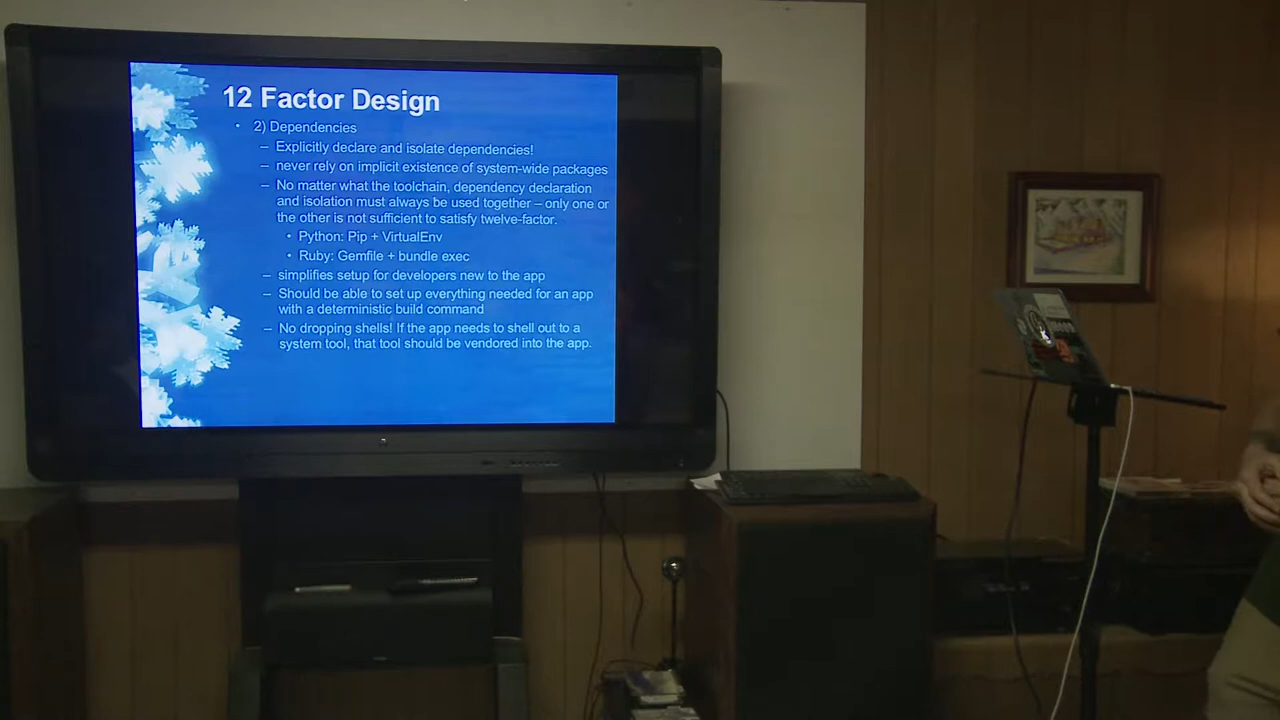 12 Factor Design
• 2) Dependencies
– Explicitly declare and isolate dependencies!
– never rely on implicit existence of system-wide packages
– No matter what the toolchain, dependency declaration
and isolation must always be used together – only one or
the other is not sufficient to satisfy twelve-factor.
• Python: Pip + VirtualEnv
• Ruby: Gemfile + bundle exec
– simplifies setup for developers new to the app
– Should be able to set up everything needed for an app
with a deterministic build command
– No dropping shells! If the app needs to shell out to a
system tool, that tool should be vendored into the app.